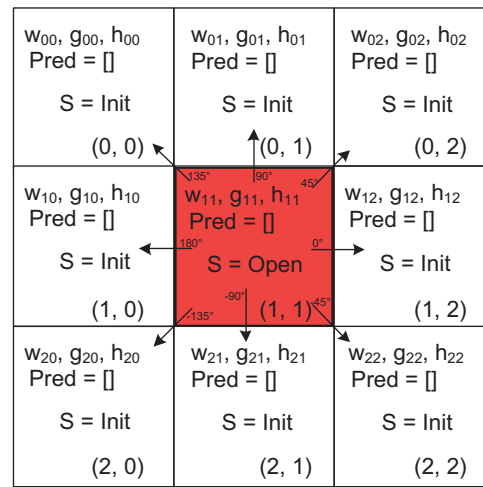 w00, g00, h00
Pred = []
S = Init
(0, 0)
w01, g01, h01
Pred = []
S = Init
(0, 1)
w02, g02, h02
Pred = []
S = Init
(0, 2)
w10, g10, h10
Pred = []
S = Init
(1, 0)
135°
90°
45°
w11, g11, h11
Pred = []
180°
0°
S = Open
-90°
(1, 1)
-45°
-135°
w12, g12, h12
Pred = []
S = Init
(1, 2)
w20, g20, h20
Pred = []
S = Init
(2, 0)
w21, g21, h21
Pred = []
S = Init
(2, 1)
w22, g22, h22
Pred = []
S = Init
(2, 2)